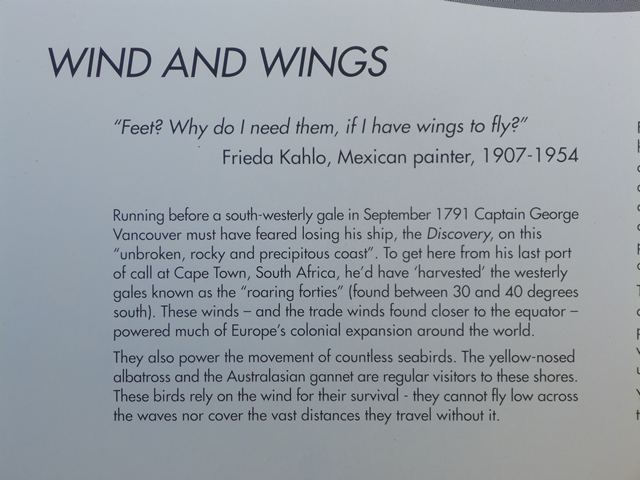 WIND AND WINGS
“Feet? Why do I need them, if I have wings to fly?”
Frieda Kahlo, Mexican painter, 1907-1954
Running before a south-westerly gale in September 1791 Captain George
Vancouver must have feared losing his ship, the Discovery, on this
“unbroken, rocky and precipitous coast”. To get here from his last port
of call at Cape Town, South Africa, he’d have ‘harvested’ the westerly
gales known as the “roaring forties” (found between 30 and 40 degrees
south). These winds – and the trade winds found closer to the equator –
powered much of Europe’s colonial expansion around the world.
They also power the movement of countless seabirds. The yellow-nosed
albatross and the Australasian gannet are regular visitors to these shores.
These birds rely on the wind for their survival - they cannot fly low across
the waves nor cover the vast distances they travel without it.